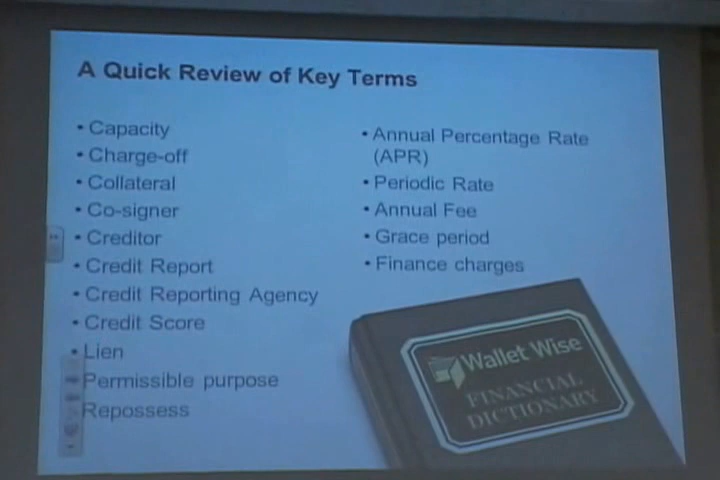 A Quick Review of Key Terms
• Capacity
• Charge-off
• Collateral
• Co-signer
• Creditor
• Credit Report
• Credit Reporting Agency
• Credit Score
• Lien
Permissible purpose
Repossess
• Annual Percentage Rate
(APR)
• Periodic Rate
• Annual Fee
• Grace period
• Finance charges
Wallet Wise
FINANCIAL
DICTIONARY